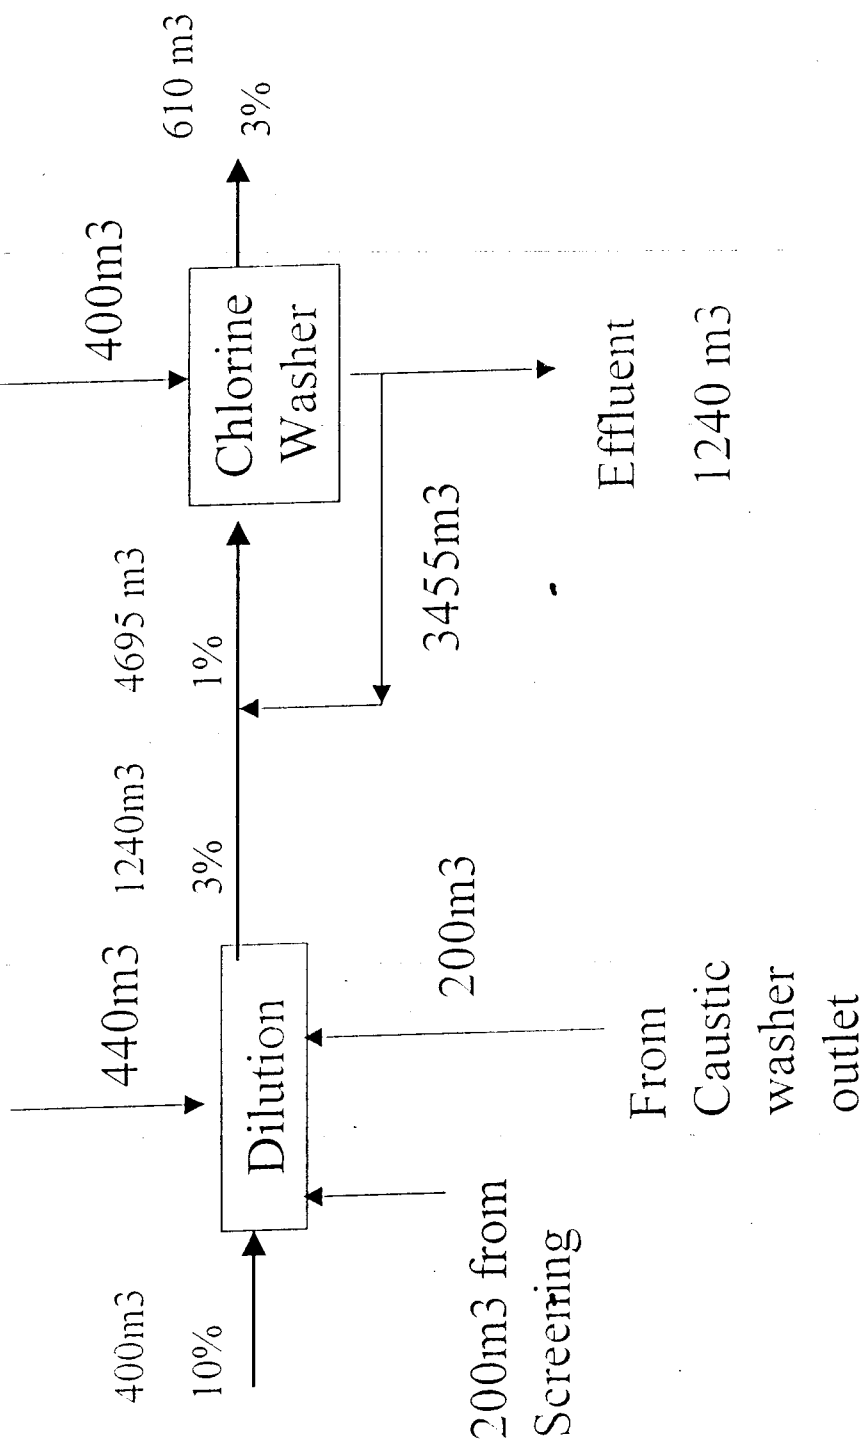 400m3
10%
440m3
1240m3
3%
4695 m3
1%
400m3
610 m3
3%
Dilution
Chlorine
Washer
200m3 from
Screening
200m3
From
Caustic
washer
outlet
3455m3
Effluent
1240 m3